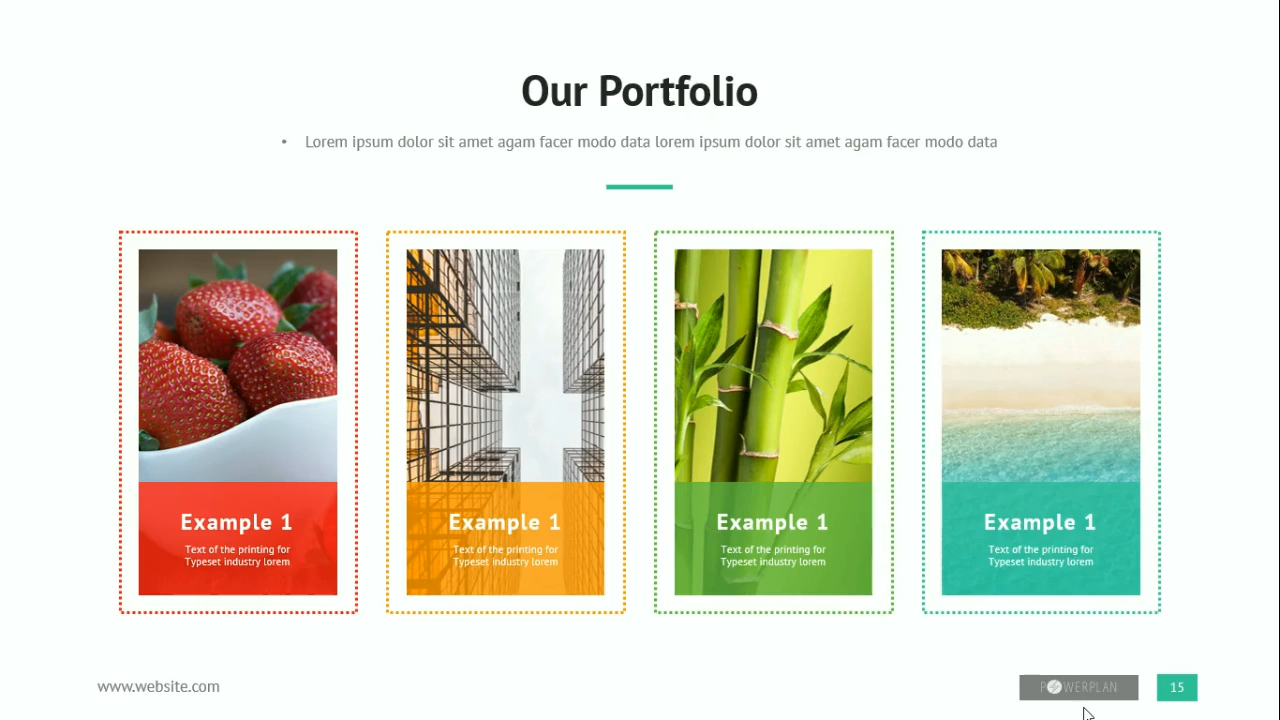 Our Portfolio
• Lorem ipsum dolor sit amet agam facer modo data lorem ipsum dolor sit amet agam facer modo data
Example 1
Text of the printing for
Typeset industry lorem
Example 1
Text of the printing for
Typeset industry lorem
Example 1
Text of the printing for
Typeset industry lorem
Example 1
Text of the printing for
Typeset industry lorem
www.website.com
POWERPLAN
15